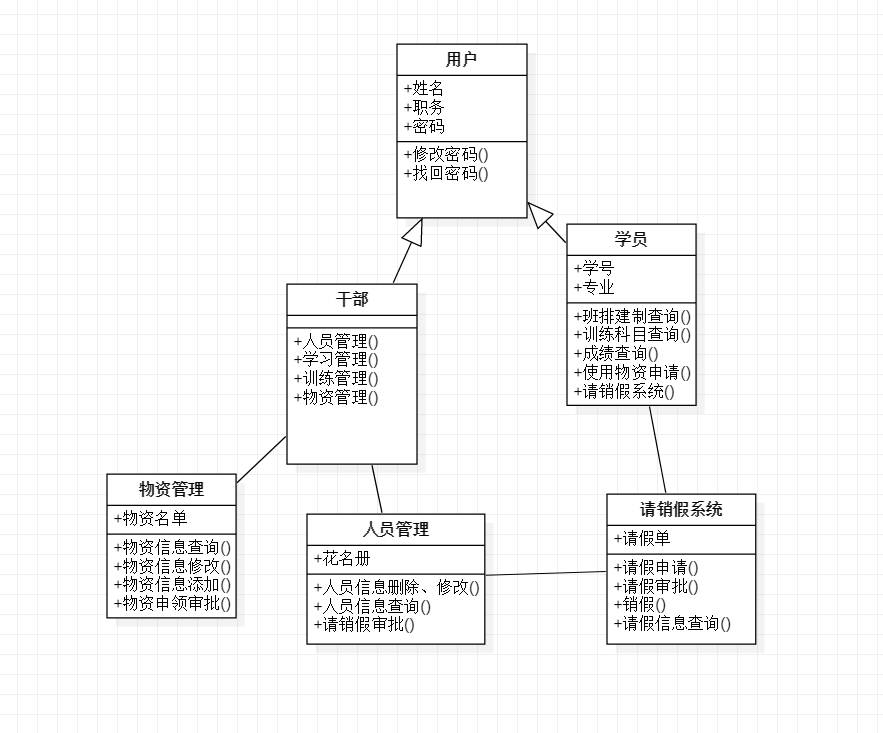 用户
+姓名
+职务
+密码
+修改密码()
+找回密码()
学员
+学号
+专业
+班排建制查询()
+训练科目查询()
+成绩查询()
+使用物资申请()
+请销假系统()
干部
+人员管理()
+学习管理()
+训练管理()
+物资管理()
物资管理
+物资名单
+物资信息查询()
+物资信息修改()
+物资信息添加()
+物资申领审批()
人员管理
+花名册
+人员信息删除、修改()
+人员信息查询()
+请销假审批()
请销假系统
+请假单
+请假申请()
+请假审批()
+销假()
+请假信息查询()